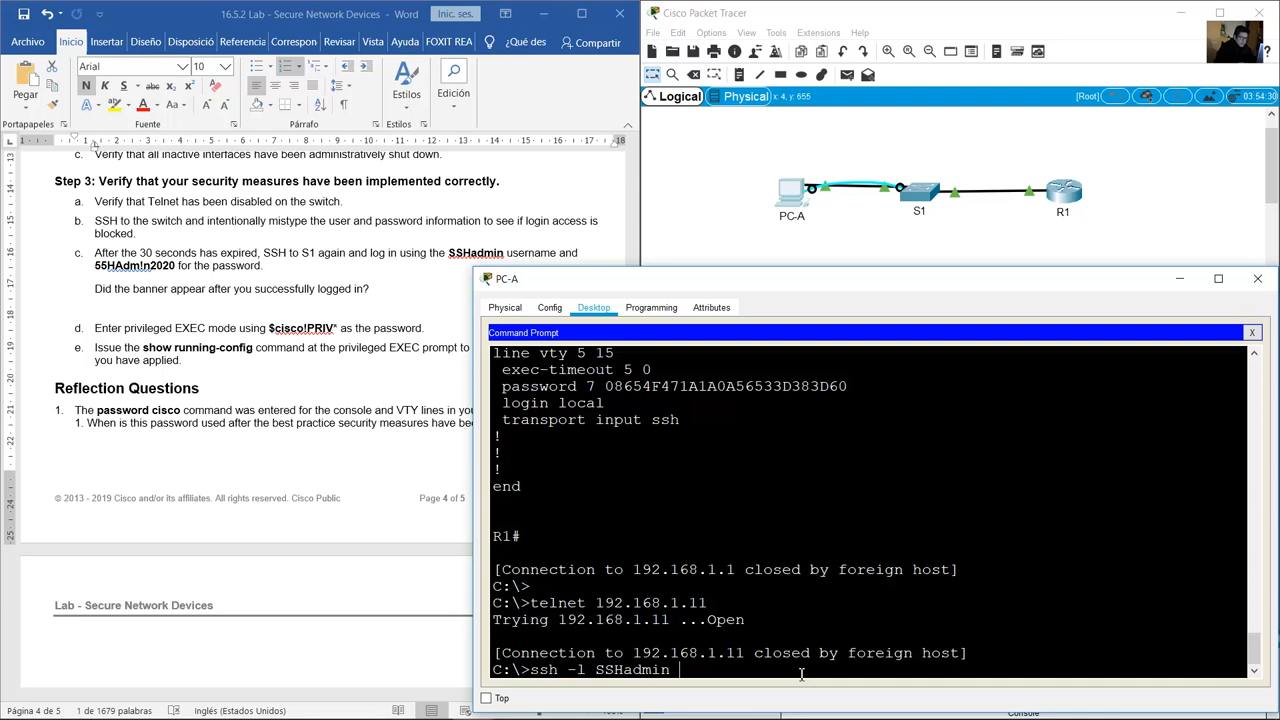 16.5.2 Lab - Secure Network Devices - Word
Inic. ses.
Archivo
Inicio
Insertar
Diseño
Disposició
Referencia
Correspon
Revisar
Vista
Ayuda
FOXIT REA
¿Qué des
Compartir
Pegar
Arial
10
N K S abc x₂ x²
Estilos
Edición
Portapapeles
Fuente
Párrafo
Estilos
c. Verify that all inactive interfaces have been administratively shut down.
Step 3: Verify that your security measures have been implemented correctly.
a. Verify that Telnet has been disabled on the switch.
b. SSH to the switch and intentionally mistype the user and password information to see if login access is
blocked.
c. After the 30 seconds has expired, SSH to S1 again and log in using the SSHadmin username and
55HAdm!n2020 for the password.
Did the banner appear after you successfully logged in?
d. Enter privileged EXEC mode using $cisco!PRIV* as the password.
e. Issue the show running-config command at the privileged EXEC prompt to
you have applied.
Reflection Questions
1. The password cisco command was entered for the console and VTY lines in you
1. When is this password used after the best practice security measures have bee
© 2013 - 2019 Cisco and/or its affiliates. All rights reserved. Cisco Public
Page 4 of 5
Lab - Secure Network Devices
Página 4 de 5
1 de 1679 palabras
Inglés (Estados Unidos)
Cisco Packet Tracer
File Edit Options View Tools Extensions Help
Logical
Physical
x: 4, y: 655
[Root]
03:54:30
PC-A
S1
R1
PC-A
Physical Config Desktop Programming Attributes
Command Prompt
X
line vty 5 15
exec-timeout 5 0
password 7 08654F471A1A0A56533D383D60
login local
transport input ssh
!
!
!
end
R1#
[Connection to 192.168.1.1 closed by foreign host]
C:\>
C:\>telnet 192.168.1.11
Trying 192.168.1.11 ...Open
[Connection to 192.168.1.11 closed by foreign host]
C:\>ssh -l SSHadmin
Top
Console